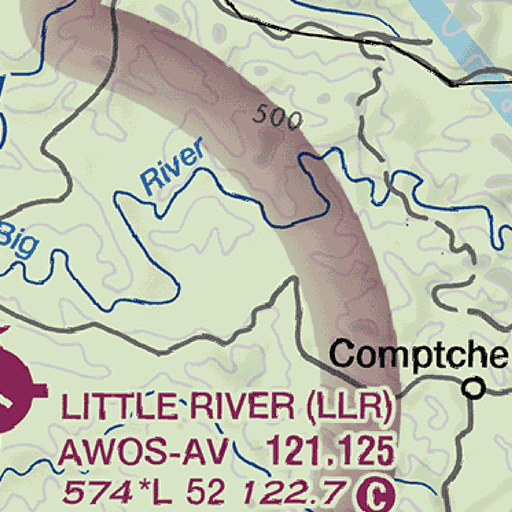 500
River
Big
Comptche
LITTLE RIVER (LLR)
AWOS-AV 121.125
574 *L 52 122.7 C